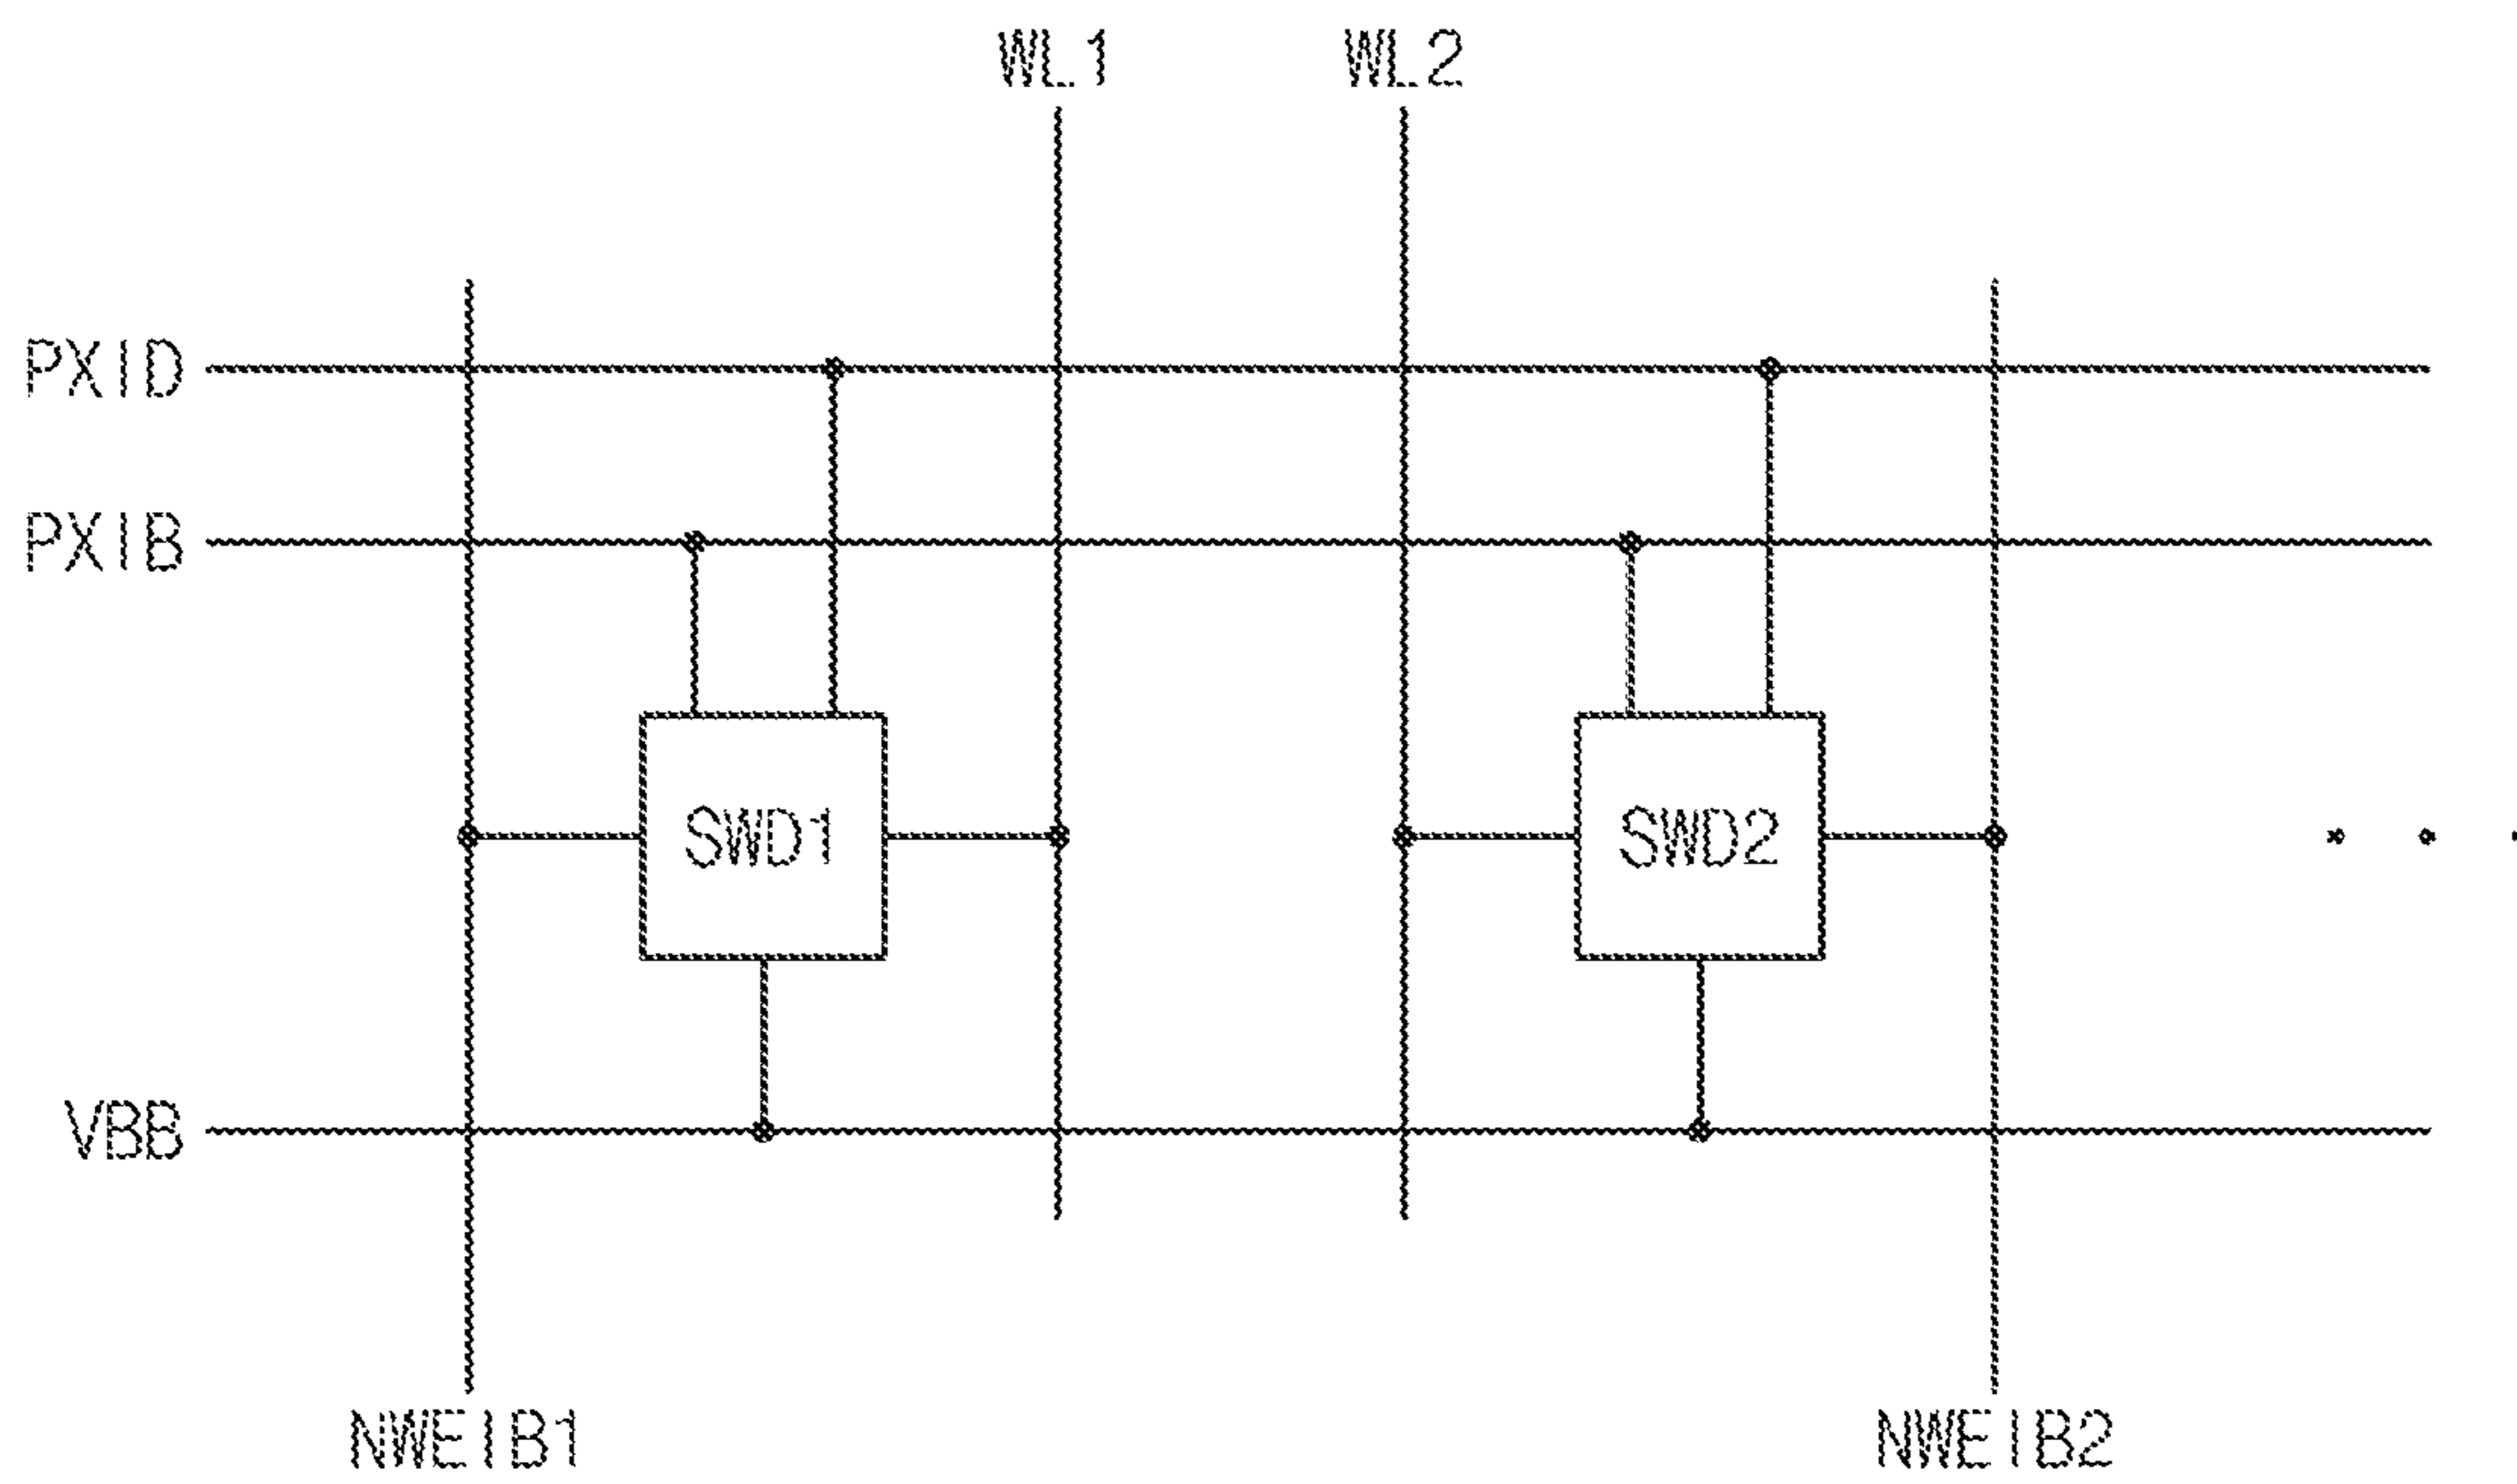 WL1 WL2
PXID
PXIB
SWD1 SWD2
VBB
NWEIB1 NWEIB2